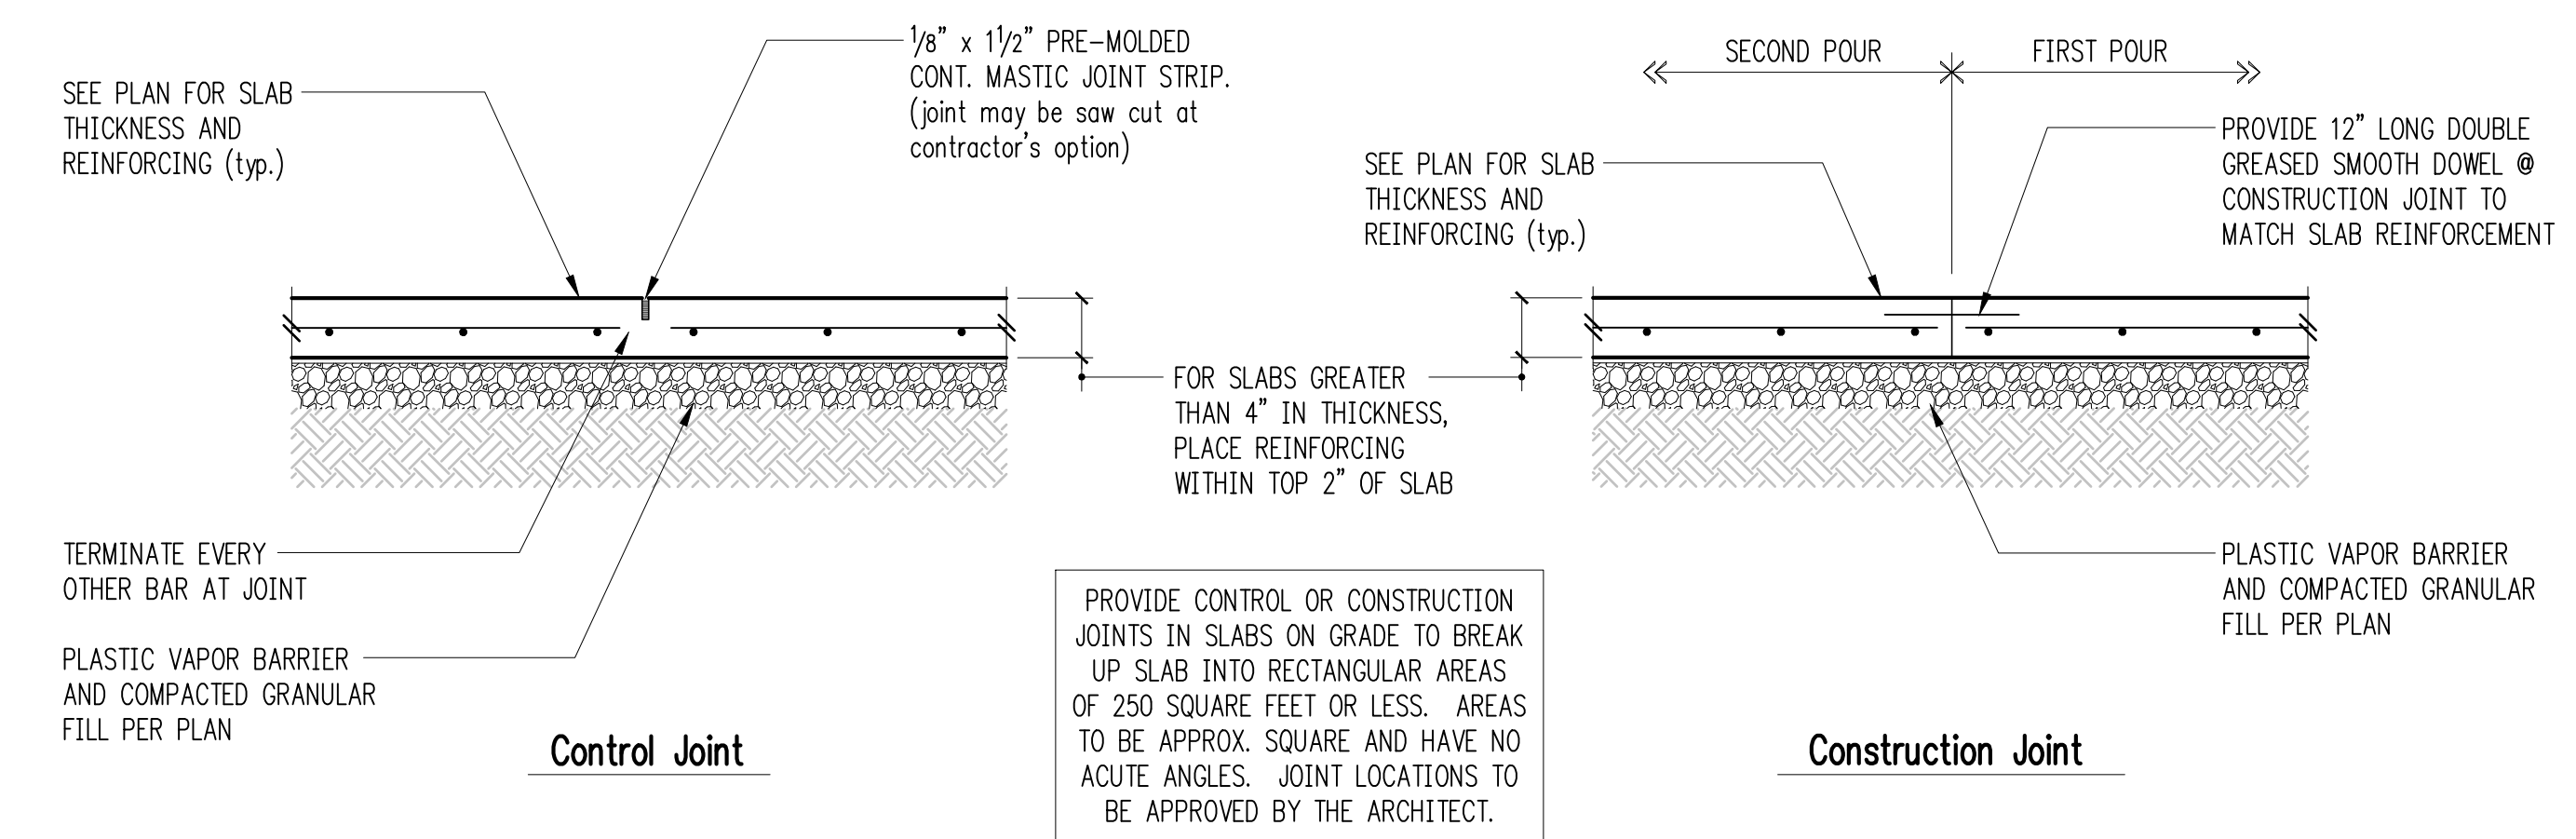 SEE PLAN FOR SLAB
THICKNESS AND
REINFORCING (typ.)
1/8" x 1 1/2" PRE-MOLDED
CONT. MASTIC JOINT STRIP.
(joint may be saw cut at
contractor's option)
TERMINATE EVERY
OTHER BAR AT JOINT
PLASTIC VAPOR BARRIER
AND COMPACTED GRANULAR
FILL PER PLAN
Control Joint
FOR SLABS GREATER
THAN 4" IN THICKNESS,
PLACE REINFORCING
WITHIN TOP 2" OF SLAB
PROVIDE CONTROL OR CONSTRUCTION
JOINTS IN SLABS ON GRADE TO BREAK
UP SLAB INTO RECTANGULAR AREAS
OF 250 SQUARE FEET OR LESS. AREAS
TO BE APPROX. SQUARE AND HAVE NO
ACUTE ANGLES. JOINT LOCATIONS TO
BE APPROVED BY THE ARCHITECT.
SECOND POUR
FIRST POUR
SEE PLAN FOR SLAB
THICKNESS AND
REINFORCING (typ.)
PROVIDE 12" LONG DOUBLE
GREASED SMOOTH DOWEL @
CONSTRUCTION JOINT TO
MATCH SLAB REINFORCEMENT
PLASTIC VAPOR BARRIER
AND COMPACTED GRANULAR
FILL PER PLAN
Construction Joint